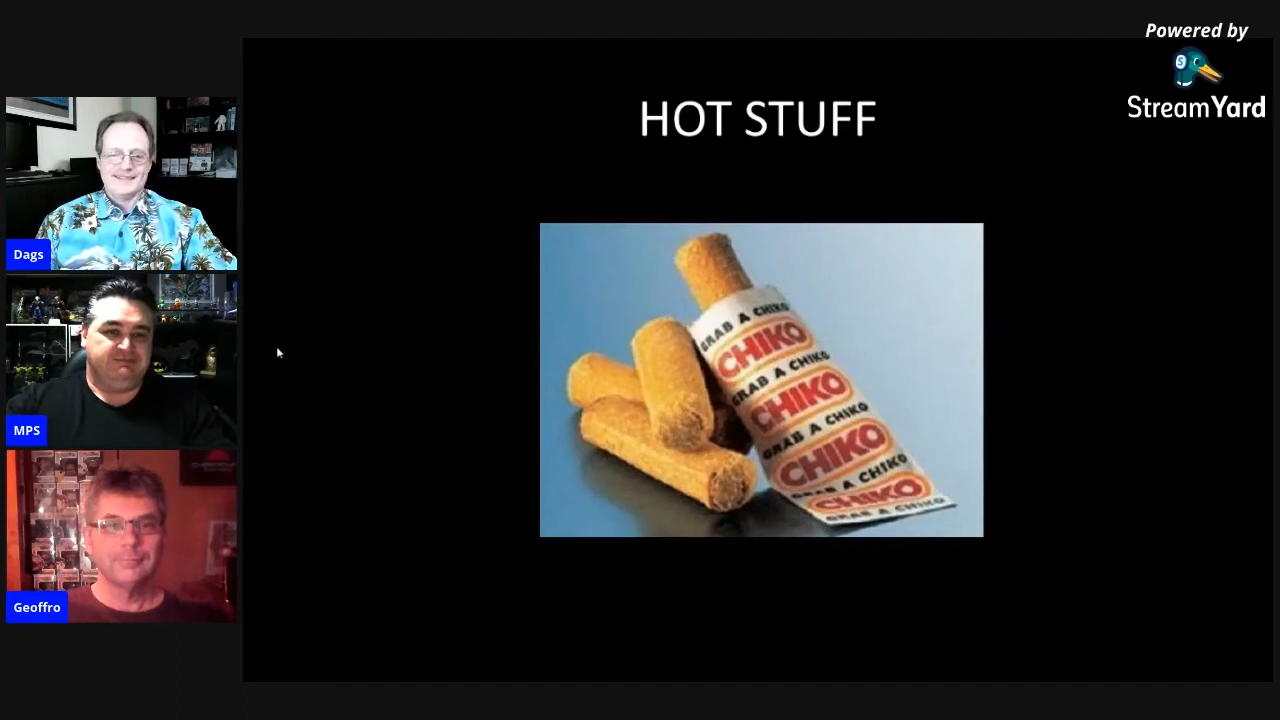 Powered by
StreamYard
HOT STUFF
Dags
MPS
Geoffro
GRAB A CHIKO
CHIKO
GRAB A CHIKO
CHIKO
GRAB A CHIKO
CHIKO
GRAB A CHIKO
CHIKO
GRAB A CHIKO